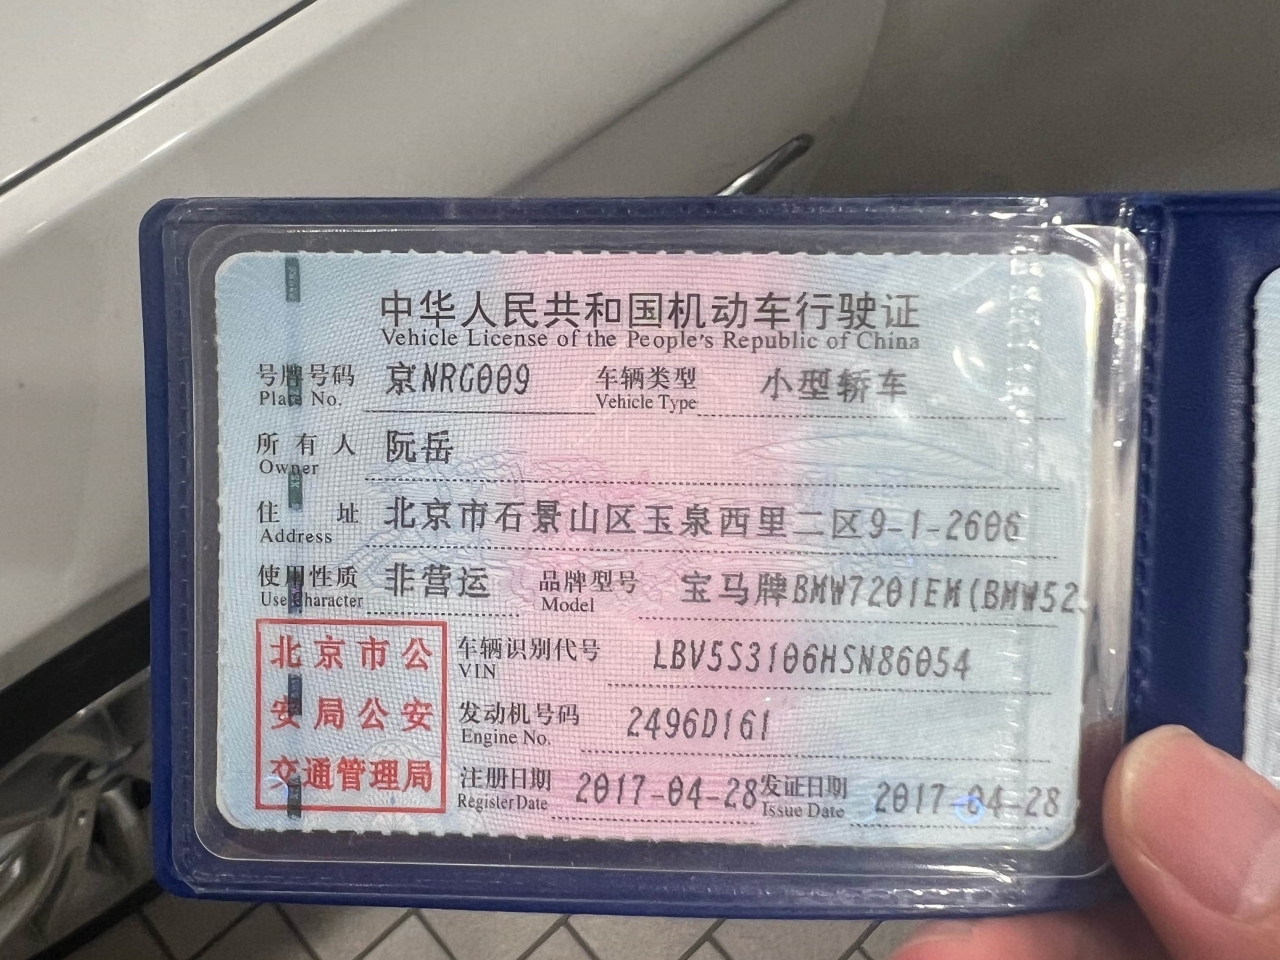 中华人民共和国机动车行驶证
Vehicle License of the People's Republic of China
号牌号码 京NRG009 车辆类型 小型轿车
Plate No. Vehicle Type
所有人 阮岳
Owner
住址 北京市石景山区玉泉西里二区9-1-2606
Address
使用性质 非营运 品牌型号 宝马牌BMW7201EM(BMW52
Use Character Model
北京市公
安局公安
交通管理局
车辆识别代号 LBV5S3106HSN86054
VIN
发动机号码 2496D161
Engine No.
注册日期 2017-04-28 发证日期 2017-04-28
Register Date Issue Date